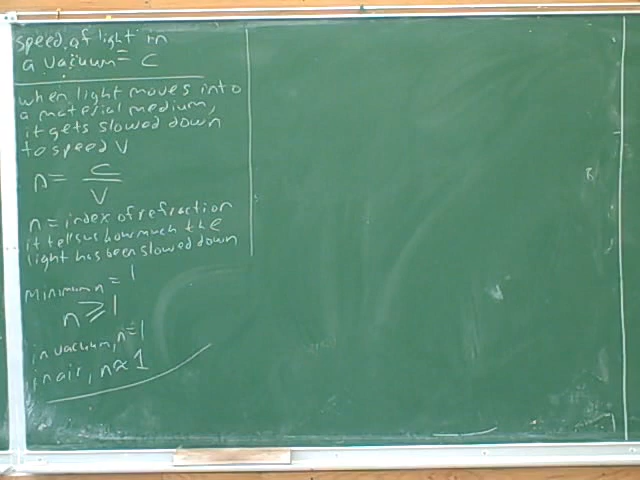 speed of light in
a vacuum = c
when light moves into
a material medium,
it gets slowed down
to speed v
n = c/v
n = index of refraction
it tells us how much the
light has been slowed down
minimum n = 1
n ≥ 1
in vacuum, n = 1
in air, n ≈ 1